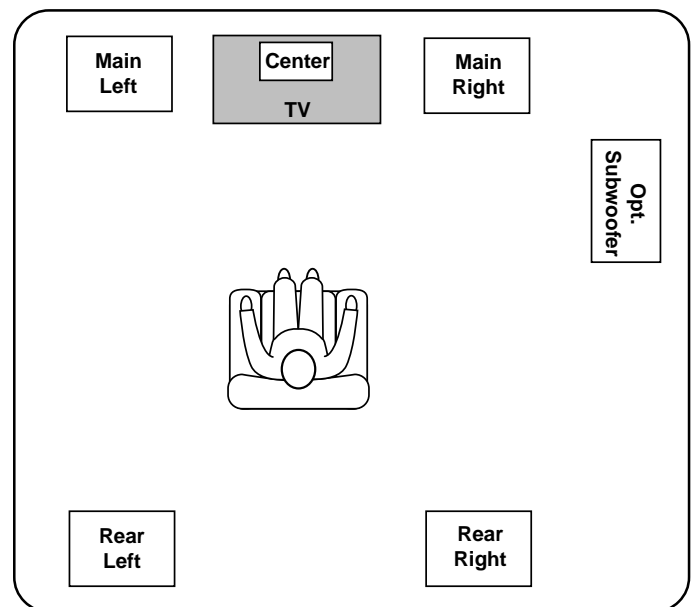 Main
Left
Center
TV
Main
Right
Opt.
Subwoofer
Rear
Left
Rear
Right